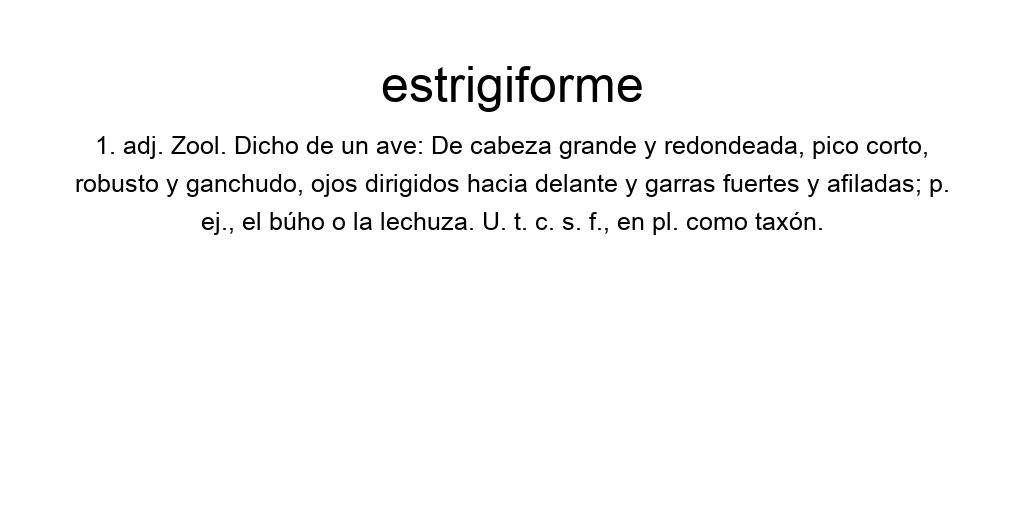 estrigiforme
1. adj. Zool. Dicho de un ave: De cabeza grande y redondeada, pico corto,
robusto y ganchudo, ojos dirigidos hacia delante y garras fuertes y afiladas; p.
ej., el búho o la lechuza. U. t. c. s. f., en pl. como taxón.